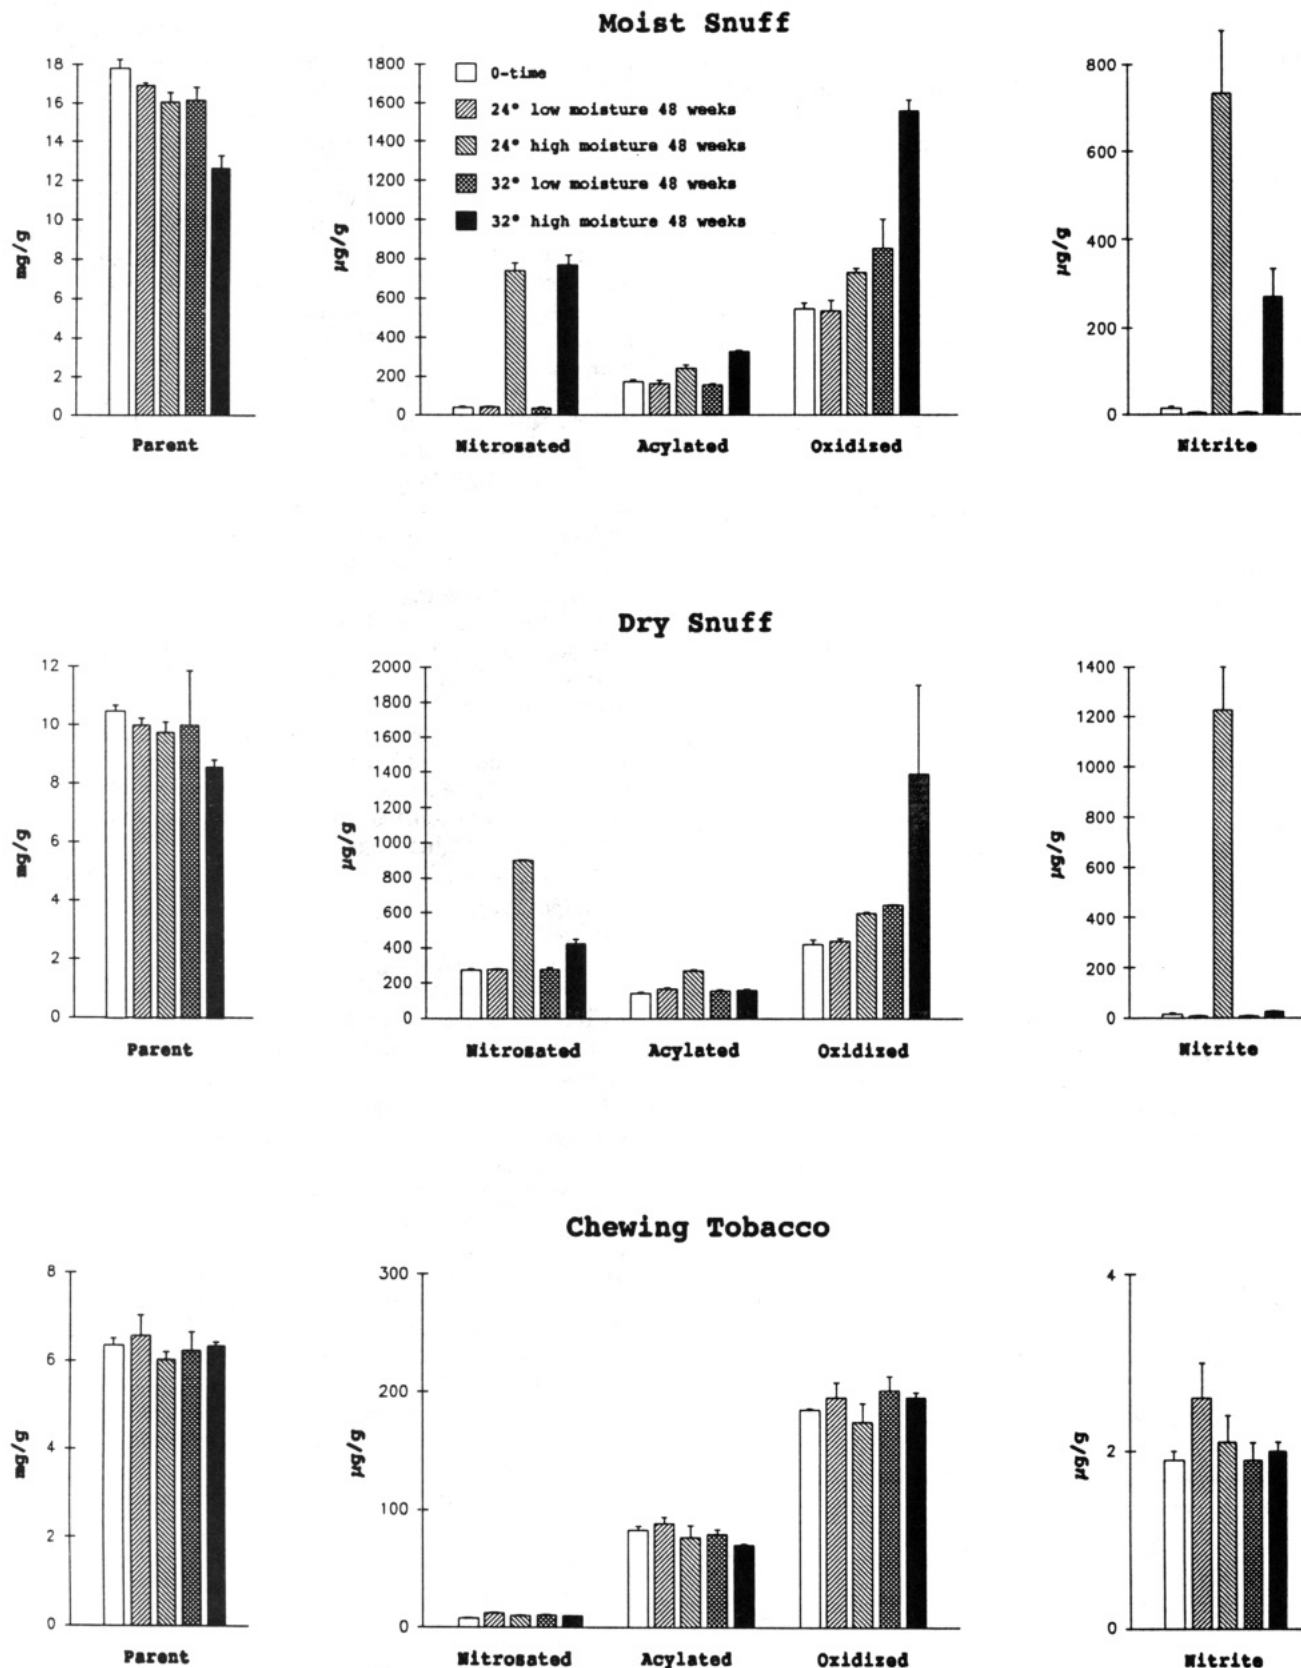 Moist Snuff
18
16
14
12
10
8
6
4
2
0
mg/g
Parent
1800
1600
1400
1200
1000
800
600
400
200
0
µg/g
0-time
24° low moisture 48 weeks
24° high moisture 48 weeks
32° low moisture 48 weeks
32° high moisture 48 weeks
Nitrosated Acylated Oxidized
800
600
400
200
0
µg/g
Nitrite
Dry Snuff
12
10
8
6
4
2
0
mg/g
Parent
2000
1800
1600
1400
1200
1000
800
600
400
200
0
µg/g
Nitrosated Acylated Oxidized
1400
1200
1000
800
600
400
200
0
µg/g
Nitrite
Chewing Tobacco
8
6
4
2
0
mg/g
Parent
300
200
100
0
µg/g
Nitrosated Acylated Oxidized
4
2
0
µg/g
Nitrite